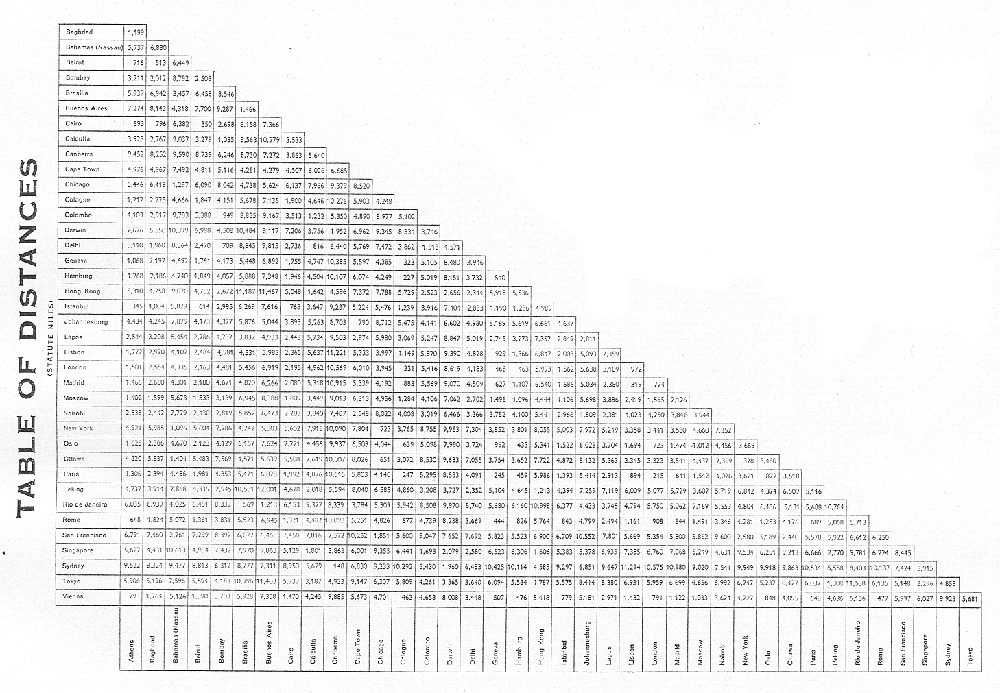 TABLE OF DISTANCES
(STATUTE MILES)
Baghdad 1,199
Bahamas (Nassau) 5,737 6,880
Beirut 716 513 6,449
Bombay 3,211 2,012 8,792 2,508
Brasilia 5,937 6,942 3,457 6,458 8,546
Buenos Aires 7,274 8,143 4,318 7,700 9,287 1,466
Cairo 693 796 6,382 350 2,698 6,158 7,366
Calcutta 3,925 2,767 9,037 3,279 1,035 9,563 10,279 3,533
Canberra 9,452 8,252 9,590 8,739 6,246 8,730 7,272 8,863 5,640
Cape Town 4,976 4,967 7,492 4,811 5,116 4,281 4,279 4,507 6,026 6,685
Chicago 5,446 6,418 1,297 6,090 8,042 4,738 5,624 6,137 7,966 9,379 8,520
Cologne 1,212 2,225 4,666 1,847 4,151 5,678 7,135 1,900 4,646 10,276 5,903 4,248
Colombo 4,103 2,917 9,783 3,388 949 8,855 9,167 3,513 1,232 5,350 4,890 8,977 5,102
Darwin 7,676 5,550 10,399 6,998 4,508 10,484 9,117 7,206 3,756 1,952 6,962 9,345 8,334 3,746
Delhi 3,110 1,960 8,364 2,470 709 8,845 9,815 2,736 816 6,440 5,769 7,472 3,862 1,513 4,571
Geneva 1,068 2,192 4,692 1,761 4,173 5,448 6,892 1,755 4,747 10,385 5,597 4,385 323 5,105 8,480 3,946
Hamburg 1,268 2,186 4,740 1,849 4,057 5,888 7,348 1,946 4,504 10,107 6,074 4,249 227 5,019 8,151 3,732 540
Hong Kong 5,310 4,258 9,070 4,752 2,672 11,187 11,467 5,048 1,642 4,596 7,372 7,788 5,729 2,523 2,656 2,344 5,918 5,536
Istanbul 345 1,004 5,879 614 2,995 6,269 7,616 763 3,647 9,237 5,224 5,476 1,239 3,916 7,404 2,833 1,190 1,236 4,989
Johannesburg 4,434 4,245 7,879 4,173 4,327 5,876 5,044 3,893 5,263 6,703 790 8,712 5,475 4,141 6,602 4,980 5,189 5,619 6,661 4,637
Lagos 2,544 3,208 5,454 2,786 4,737 3,832 4,933 2,443 5,734 9,503 2,974 5,980 3,069 5,247 8,847 5,019 2,745 3,273 7,357 2,849 2,811
Lisbon 1,772 2,970 4,102 2,484 4,981 4,531 5,985 2,365 5,637 11,221 5,333 3,997 1,149 5,870 9,390 4,828 929 1,366 6,847 2,003 5,093 2,359
London 1,501 2,554 4,335 2,163 4,481 5,456 6,919 2,195 4,962 10,569 6,010 3,945 331 5,416 8,619 4,183 468 463 5,993 1,562 5,638 3,109 972
Madrid 1,466 2,660 4,301 2,180 4,671 4,820 6,266 2,080 5,318 10,915 5,339 4,192 883 5,569 9,070 4,509 627 1,107 6,540 1,686 5,034 2,380 319 774
Moscow 1,402 1,599 5,673 1,533 3,139 6,945 8,388 1,809 3,449 9,013 6,313 4,956 1,284 4,106 7,062 2,702 1,498 1,096 4,444 1,106 5,698 3,886 2,419 1,565 2,126
Nairobi 2,838 2,442 7,779 2,430 2,819 5,852 6,473 2,203 3,840 7,407 2,548 8,022 4,008 3,019 6,466 3,366 3,782 4,100 5,441 2,966 1,809 2,381 4,023 4,250 3,848 3,944
New York 4,921 5,985 1,096 5,604 7,786 4,242 5,303 5,602 7,918 10,090 7,804 723 3,765 8,755 9,983 7,304 3,852 3,801 8,055 5,003 7,972 5,249 3,358 3,441 3,580 4,660 7,352
Oslo 1,625 2,386 4,670 2,123 4,129 6,157 7,624 2,271 4,456 9,937 6,503 4,044 639 5,098 7,990 3,724 962 433 5,341 1,522 6,028 3,704 1,694 723 1,474 1,012 4,456 3,668
Ottawa 4,820 5,837 1,404 5,483 7,569 4,571 5,639 5,508 7,619 10,007 8,026 651 3,072 8,530 9,683 7,055 3,754 3,652 7,722 4,872 8,132 5,363 3,345 3,323 3,541 4,437 7,369 328 3,480
Paris 1,306 2,394 4,486 1,981 4,353 5,421 6,878 1,992 4,876 10,515 5,803 4,140 247 5,295 8,583 4,091 245 459 5,986 1,393 5,414 2,913 894 215 641 1,542 4,026 3,621 822 3,518
Peking 4,737 3,914 7,868 4,336 2,945 10,531 12,001 4,678 2,018 5,594 8,040 6,585 4,860 3,208 3,727 2,352 5,104 4,645 1,213 4,394 7,259 7,119 6,009 5,077 5,729 3,607 5,719 6,842 4,374 6,509 5,116
Rio de Janeiro 6,035 6,939 4,025 6,481 8,339 569 1,213 6,153 9,372 8,339 3,784 5,309 5,942 8,508 9,970 8,740 5,680 6,160 10,998 6,377 4,433 3,745 4,794 5,750 5,062 7,169 5,553 4,804 6,486 5,131 5,688 10,764
Rome 648 1,824 5,072 1,361 3,831 5,523 6,945 1,321 4,482 10,093 5,251 4,826 677 4,739 8,238 3,669 444 826 5,764 843 4,799 2,494 1,161 908 844 1,491 3,346 4,281 1,253 4,176 689 5,068 5,713
San Francisco 6,791 7,460 2,761 7,299 8,392 6,072 6,465 7,458 7,816 7,572 10,252 1,851 5,600 9,047 7,652 7,692 5,823 5,523 6,900 6,709 10,552 7,801 5,669 5,354 5,800 5,862 9,600 2,580 5,189 2,440 5,578 5,922 6,612 6,250
Singapore 5,627 4,431 10,613 4,934 2,432 7,970 9,863 5,129 1,801 3,863 6,001 9,355 6,441 1,698 2,079 2,580 6,523 6,306 1,606 5,383 5,378 6,935 7,385 6,760 7,068 5,249 4,631 9,534 6,251 9,213 6,666 2,770 9,781 6,224 8,445
Sydney 9,522 8,324 9,477 8,813 6,312 8,777 7,311 8,950 5,679 148 6,830 9,233 10,292 5,430 1,960 6,483 10,425 10,114 4,585 9,297 6,851 9,647 11,294 10,575 10,980 9,020 7,541 9,949 9,918 9,863 10,534 5,558 8,403 10,137 7,424 3,915
Tokyo 5,906 5,196 7,596 5,594 4,183 10,996 11,403 5,939 3,187 4,933 9,147 6,307 5,809 4,261 3,365 3,640 6,094 5,584 1,787 5,575 8,414 8,380 6,931 5,959 6,699 4,656 6,992 6,747 5,237 6,427 6,037 1,308 11,538 6,135 5,148 3,296 4,858
Vienna 793 1,764 5,126 1,390 3,703 5,928 7,358 1,470 4,245 9,885 5,673 4,701 463 4,658 8,008 3,448 507 476 5,418 779 5,181 2,971 1,432 791 1,122 1,033 3,624 4,227 848 4,095 648 4,636 6,136 477 5,997 6,027 9,923 5,681
Athens
Baghdad
Bahamas (Nassau)
Beirut
Bombay
Brasilia
Buenos Aires
Cairo
Calcutta
Canberra
Cape Town
Chicago
Cologne
Colombo
Darwin
Delhi
Geneva
Hamburg
Hong Kong
Istanbul
Johannesburg
Lagos
Lisbon
London
Madrid
Moscow
Nairobi
New York
Oslo
Ottawa
Paris
Peking
Rio de Janeiro
Rome
San Francisco
Singapore
Sydney
Tokyo